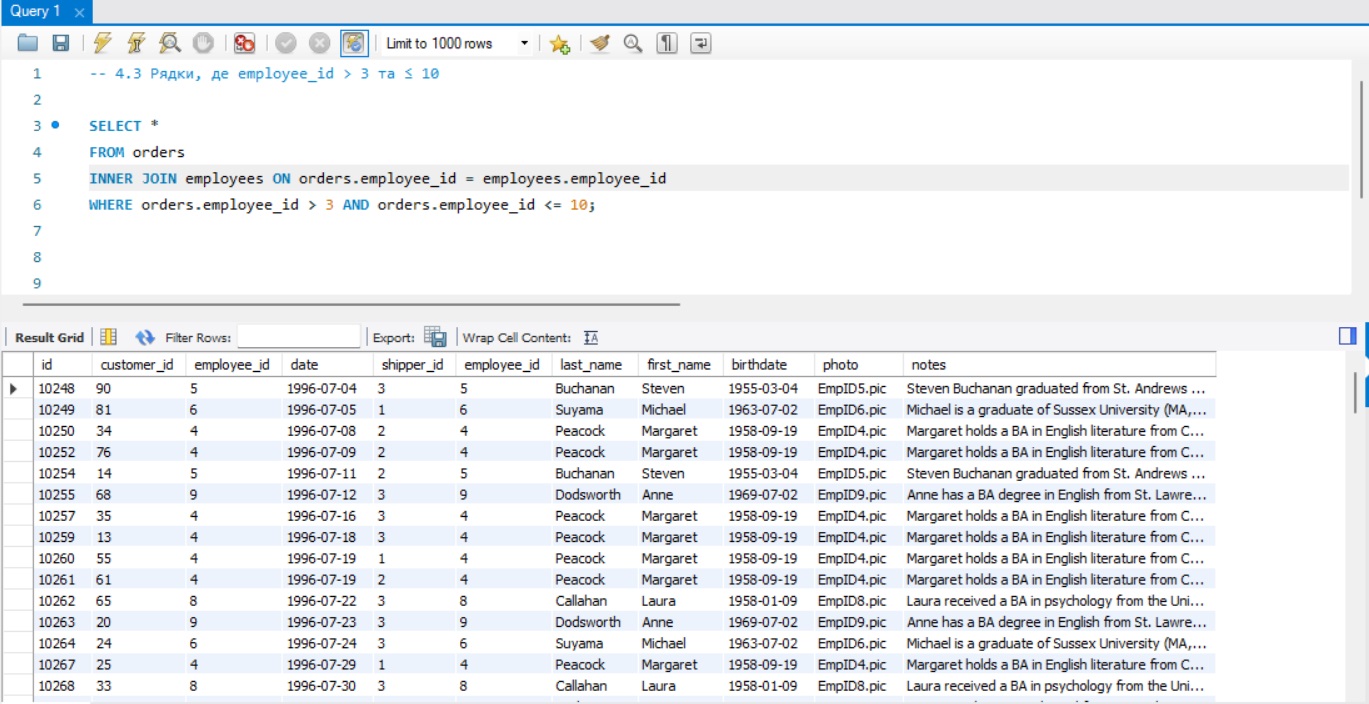 Query 1
Limit to 1000 rows
1 -- 4.3 Рядки, де employee_id > 3 та ≤ 10
2
3 SELECT *
4 FROM orders
5 INNER JOIN employees ON orders.employee_id = employees.employee_id
6 WHERE orders.employee_id > 3 AND orders.employee_id <= 10;
7
8
9
Result Grid Filter Rows: Export: Wrap Cell Content:
id customer_id employee_id date shipper_id employee_id last_name first_name birthdate photo notes
10248 90 5 1996-07-04 3 5 Buchanan Steven 1955-03-04 EmpID5.pic Steven Buchanan graduated from St. Andrews ...
10249 81 6 1996-07-05 1 6 Suyama Michael 1963-07-02 EmpID6.pic Michael is a graduate of Sussex University (MA,...
10250 34 4 1996-07-08 2 4 Peacock Margaret 1958-09-19 EmpID4.pic Margaret holds a BA in English literature from C...
10252 76 4 1996-07-09 2 4 Peacock Margaret 1958-09-19 EmpID4.pic Margaret holds a BA in English literature from C...
10254 14 5 1996-07-11 2 5 Buchanan Steven 1955-03-04 EmpID5.pic Steven Buchanan graduated from St. Andrews ...
10255 68 9 1996-07-12 3 9 Dodsworth Anne 1969-07-02 EmpID9.pic Anne has a BA degree in English from St. Lawre...
10257 35 4 1996-07-16 3 4 Peacock Margaret 1958-09-19 EmpID4.pic Margaret holds a BA in English literature from C...
10259 13 4 1996-07-18 3 4 Peacock Margaret 1958-09-19 EmpID4.pic Margaret holds a BA in English literature from C...
10260 55 4 1996-07-19 1 4 Peacock Margaret 1958-09-19 EmpID4.pic Margaret holds a BA in English literature from C...
10261 61 4 1996-07-19 2 4 Peacock Margaret 1958-09-19 EmpID4.pic Margaret holds a BA in English literature from C...
10262 65 8 1996-07-22 3 8 Callahan Laura 1958-01-09 EmpID8.pic Laura received a BA in psychology from the Uni...
10263 20 9 1996-07-23 3 9 Dodsworth Anne 1969-07-02 EmpID9.pic Anne has a BA degree in English from St. Lawre...
10264 24 6 1996-07-24 3 6 Suyama Michael 1963-07-02 EmpID6.pic Michael is a graduate of Sussex University (MA,...
10267 25 4 1996-07-29 1 4 Peacock Margaret 1958-09-19 EmpID4.pic Margaret holds a BA in English literature from C...
10268 33 8 1996-07-30 3 8 Callahan Laura 1958-01-09 EmpID8.pic Laura received a BA in psychology from the Uni...